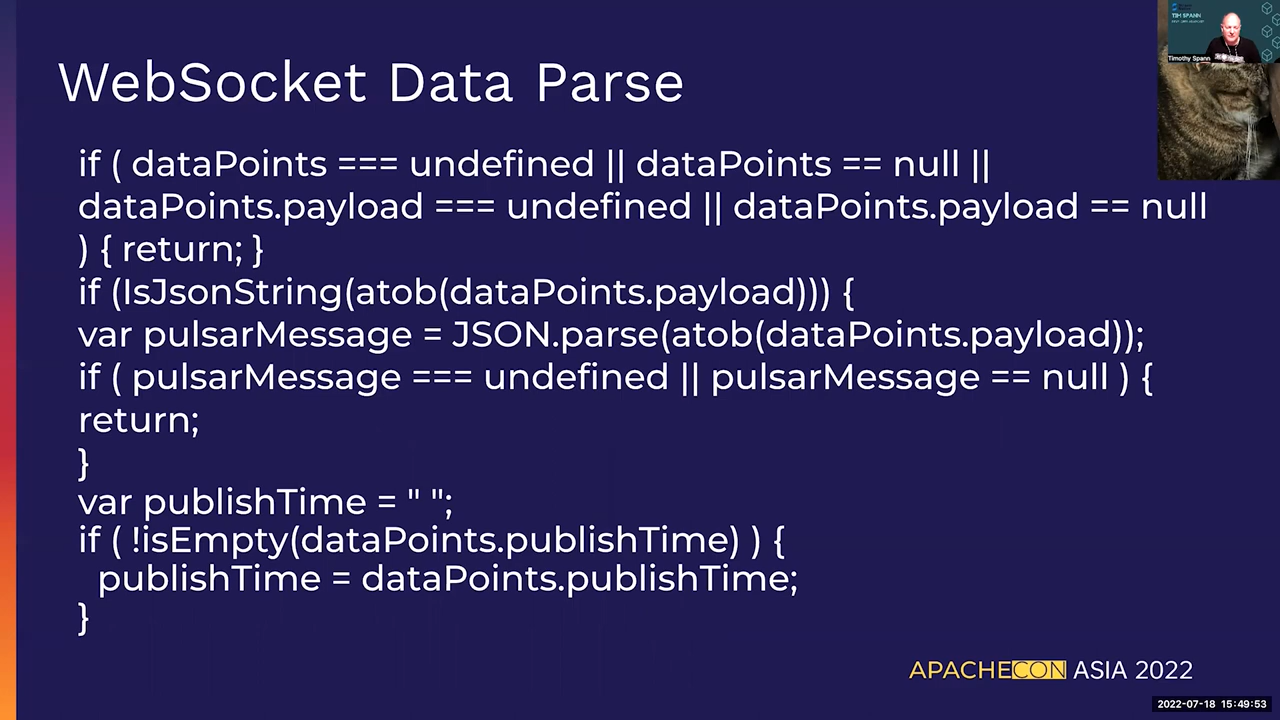 WebSocket Data Parse
if ( dataPoints === undefined || dataPoints == null ||
dataPoints.payload === undefined || dataPoints.payload == null
) { return; }
if (IsJsonString(atob(dataPoints.payload))) {
var pulsarMessage = JSON.parse(atob(dataPoints.payload));
if ( pulsarMessage === undefined || pulsarMessage == null ) {
return;
}
var publishTime = " ";
if ( !isEmpty(dataPoints.publishTime) ) {
publishTime = dataPoints.publishTime;
}
APACHECON ASIA 2022
TIM SPANN
Timothy Spann
2022-07-18 15:49:53